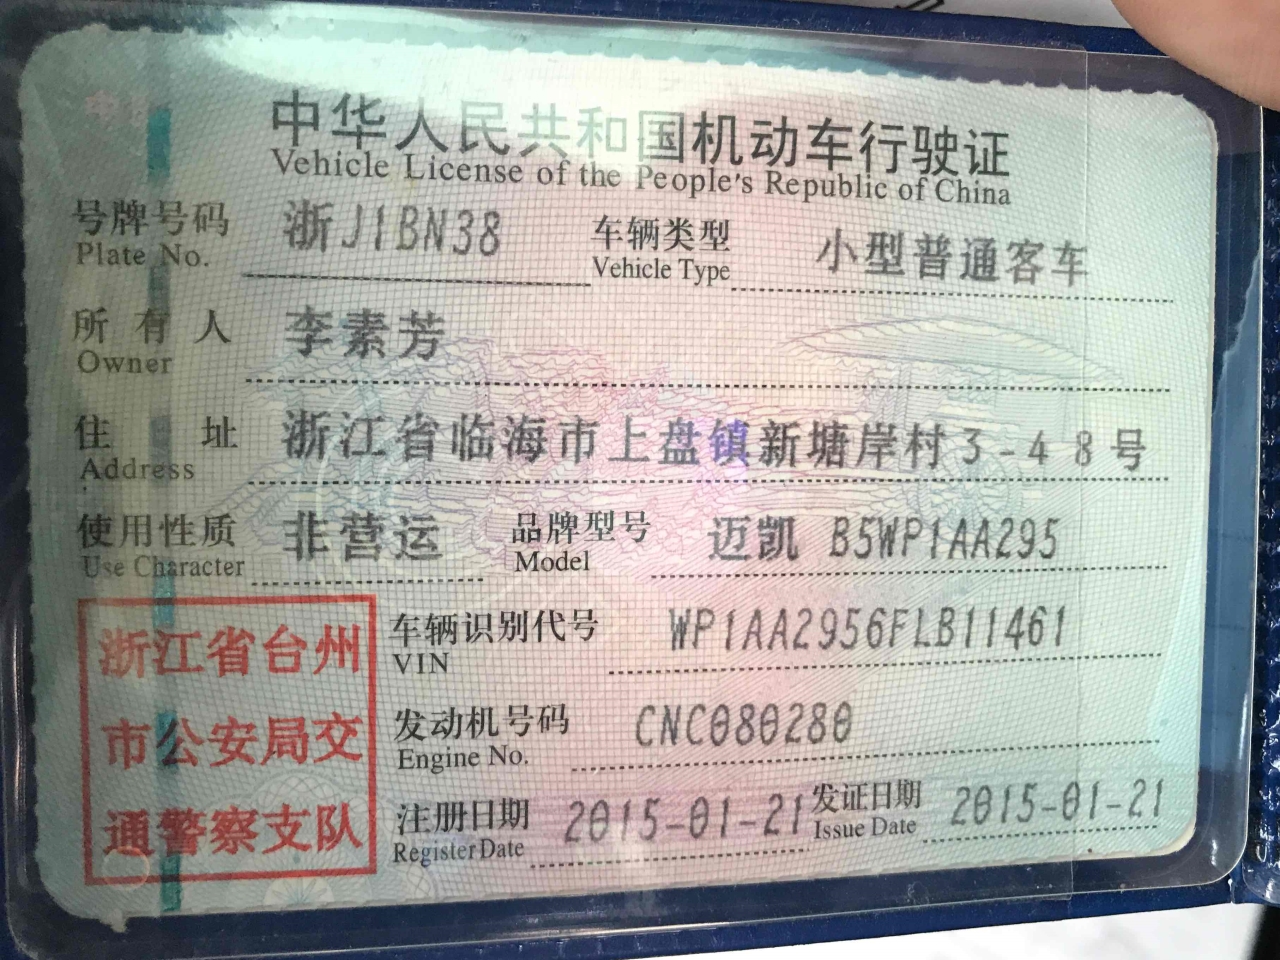 中华人民共和国机动车行驶证
Vehicle License of the People's Republic of China
号牌号码 浙J1BN38 车辆类型 小型普通客车
Plate No. Vehicle Type
所有人 李素芳
Owner
住址 浙江省临海市上盘镇新塘岸村3-48号
Address
使用性质 非营运 品牌型号 迈凯 B5WP1AA295
Use Character Model
浙江省台州
市公安局交
通警察支队
车辆识别代号 WP1AA2956FLB11461
VIN
发动机号码 CNC080280
Engine No.
注册日期 2015-01-21 发证日期 2015-01-21
Register Date Issue Date